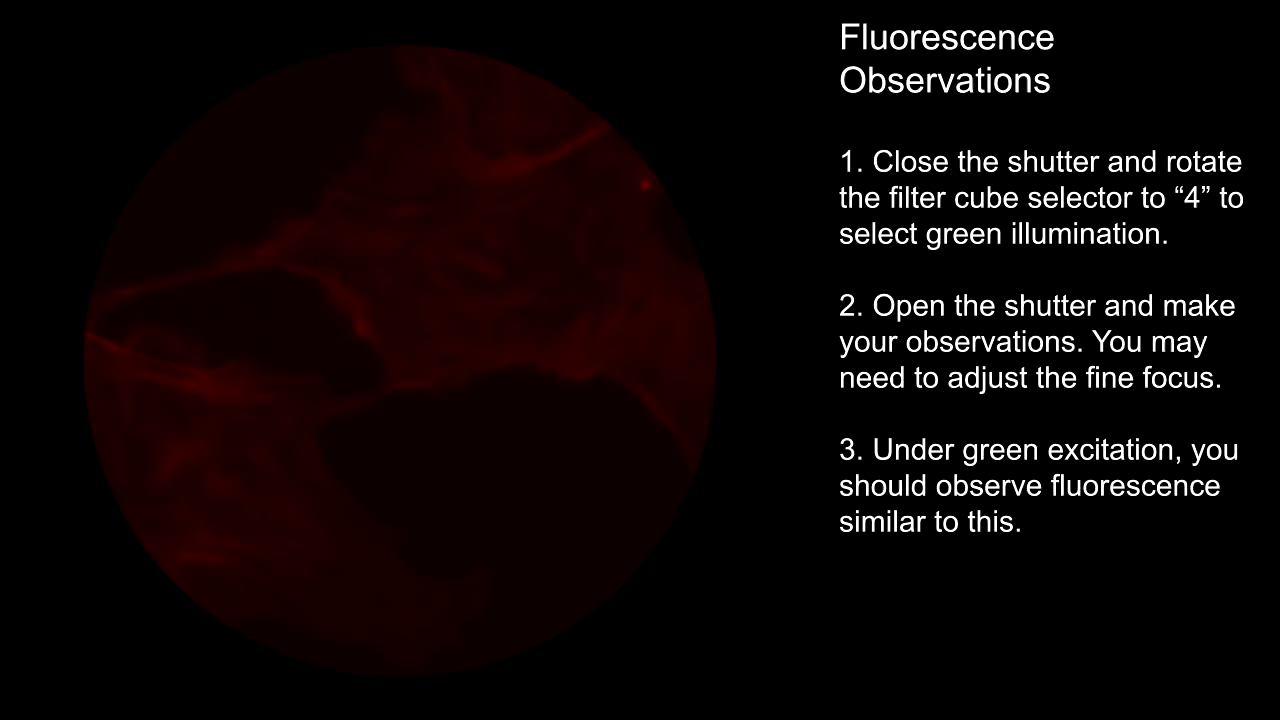 Fluorescence
Observations
1. Close the shutter and rotate
the filter cube selector to “4” to
select green illumination.
2. Open the shutter and make
your observations. You may
need to adjust the fine focus.
3. Under green excitation, you
should observe fluorescence
similar to this.